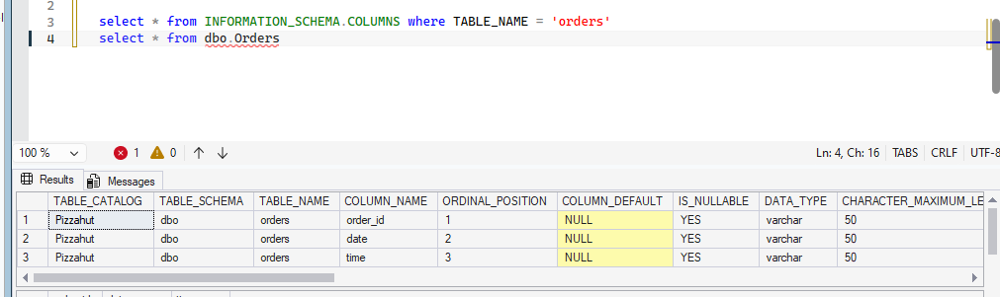 2
3 select * from INFORMATION_SCHEMA.COLUMNS where TABLE_NAME = 'orders'
4 select * from dbo.Orders
100 % 1 0 Ln: 4, Ch: 16 TABS CRLF UTF-8
Results Messages
TABLE_CATALOG TABLE_SCHEMA TABLE_NAME COLUMN_NAME ORDINAL_POSITION COLUMN_DEFAULT IS_NULLABLE DATA_TYPE CHARACTER_MAXIMUM_LE
1 Pizzahut dbo orders order_id 1 NULL YES varchar 50
2 Pizzahut dbo orders date 2 NULL YES varchar 50
3 Pizzahut dbo orders time 3 NULL YES varchar 50